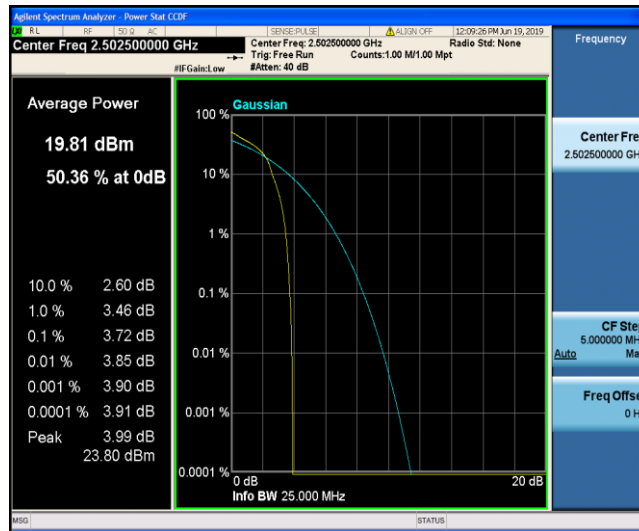 Agilent Spectrum Analyzer - Power Stat CCDF
RL RF 50 Ω AC SENSE:PULSE ALIGN OFF 12:09:26 PM Jun 19, 2019
Center Freq 2.502500000 GHz
Center Freq: 2.502500000 GHz Radio Std: None
Trig: Free Run Counts:1.00 M/1.00 Mpt
#IFGain:Low #Atten: 40 dB
Frequency
Average Power
19.81 dBm
50.36 % at 0dB
10.0 % 2.60 dB
1.0 % 3.46 dB
0.1 % 3.72 dB
0.01 % 3.85 dB
0.001 % 3.90 dB
0.0001 % 3.91 dB
Peak 3.99 dB
23.80 dBm
Gaussian
100 %
10 %
1 %
0.1 %
0.01 %
0.001 %
0.0001 %
0 dB 20 dB
Info BW 25.000 MHz
Center Fre
2.502500000 GH
CF Ste
5.000000 MH
Auto Ma
Freq Offse
0 H
MSG STATUS